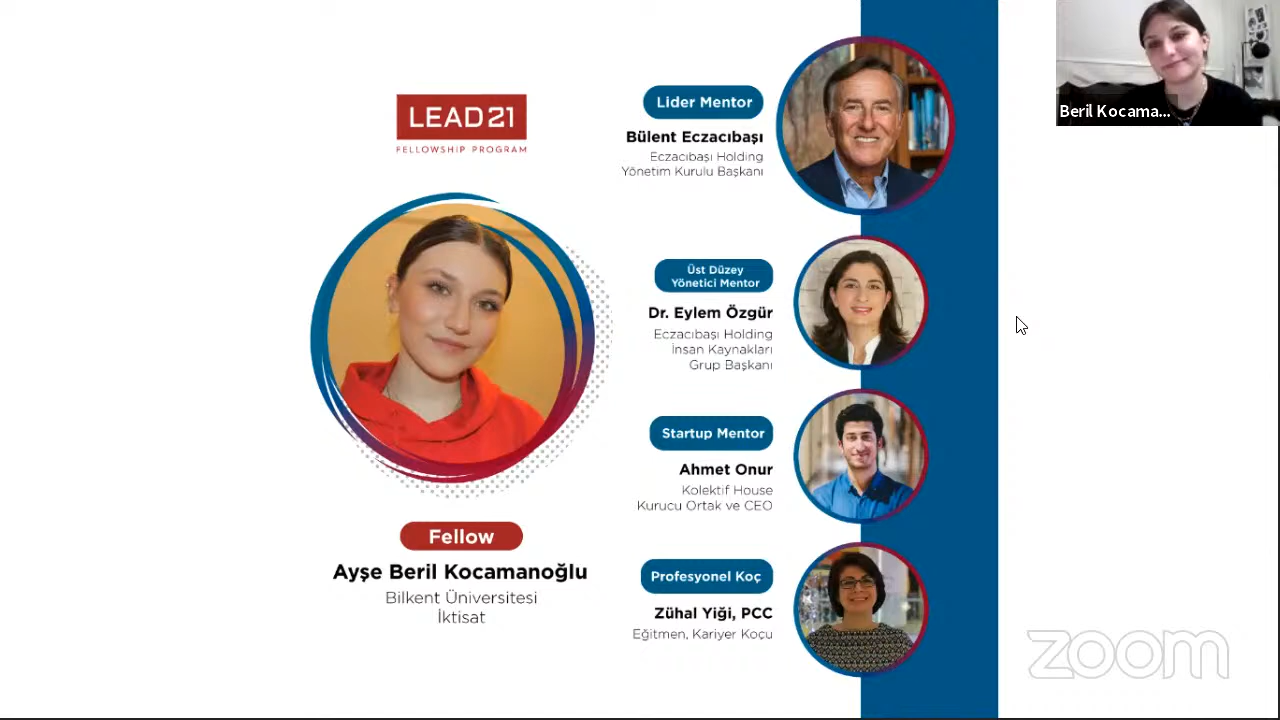 LEAD21
FELLOWSHIP PROGRAM
Fellow
Ayşe Beril Kocamanoğlu
Bilkent Üniversitesi
İktisat
Lider Mentor
Bülent Eczacıbaşı
Eczacıbaşı Holding
Yönetim Kurulu Başkanı
Üst Düzey
Yönetici Mentor
Dr. Eylem Özgür
Eczacıbaşı Holding
İnsan Kaynakları
Grup Başkanı
Startup Mentor
Ahmet Onur
Kolektif House
Kurucu Ortak ve CEO
Profesyonel Koç
Zühal Yiği, PCC
Eğitmen, Kariyer Koçu
Beril Kocama...
zoom